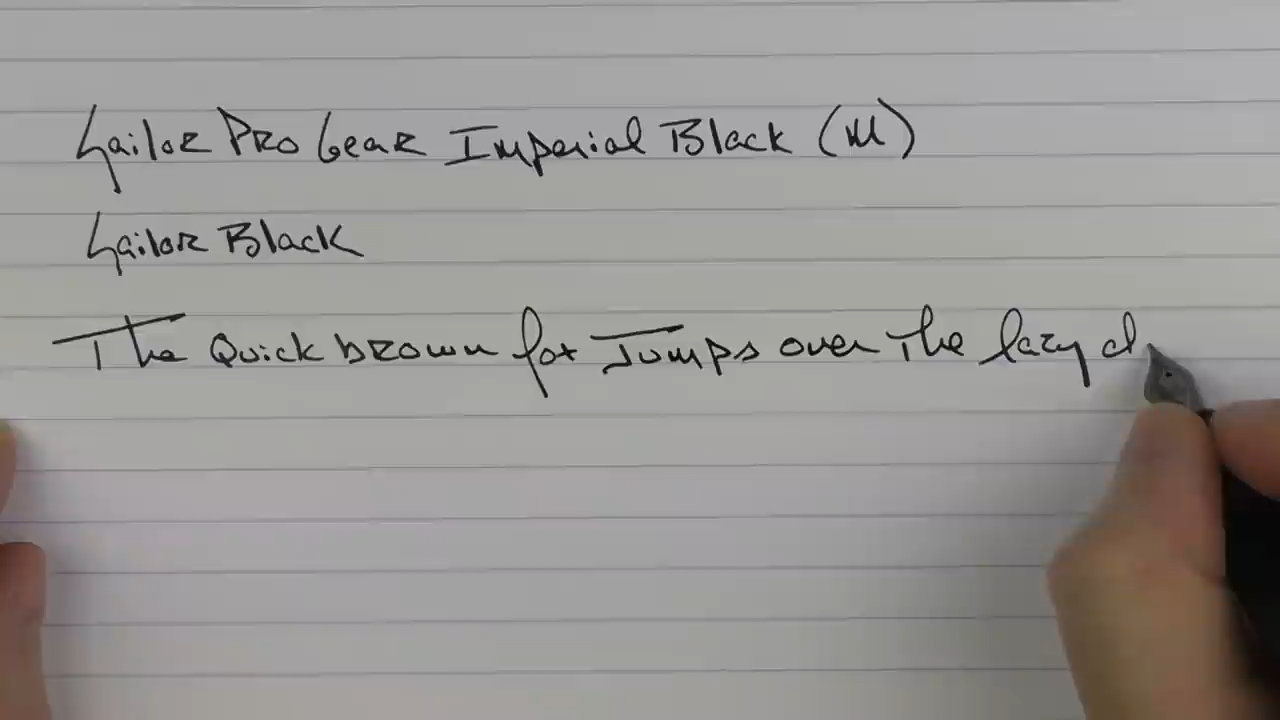 Sailor Pro Gear Imperial Black (M)
Sailor Black
The Quick brown fox Jumps over The lazy d